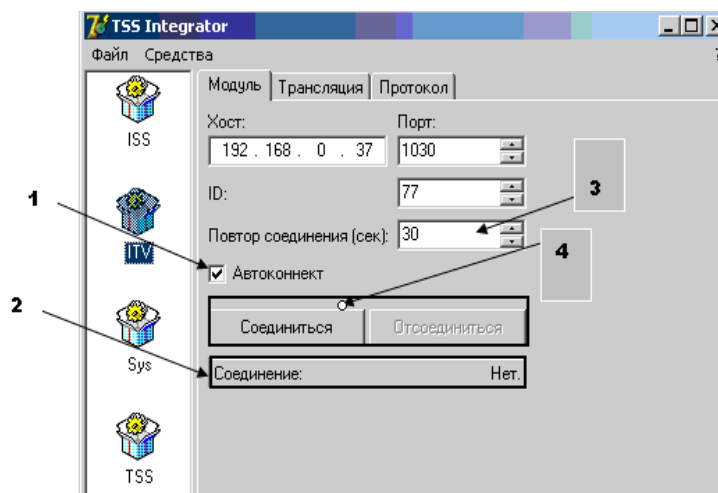 TSS Integrator
Файл Средства ?
Модуль Трансляция Протокол
ISS
Хост: Порт:
192 . 168 . 0 . 37 1030
ID: 77
1
3
ITV
Повтор соединения (сек): 30
4
Автоконнект
2
Соединиться Отсоединиться
Sys
Соединение: Нет.
TSS